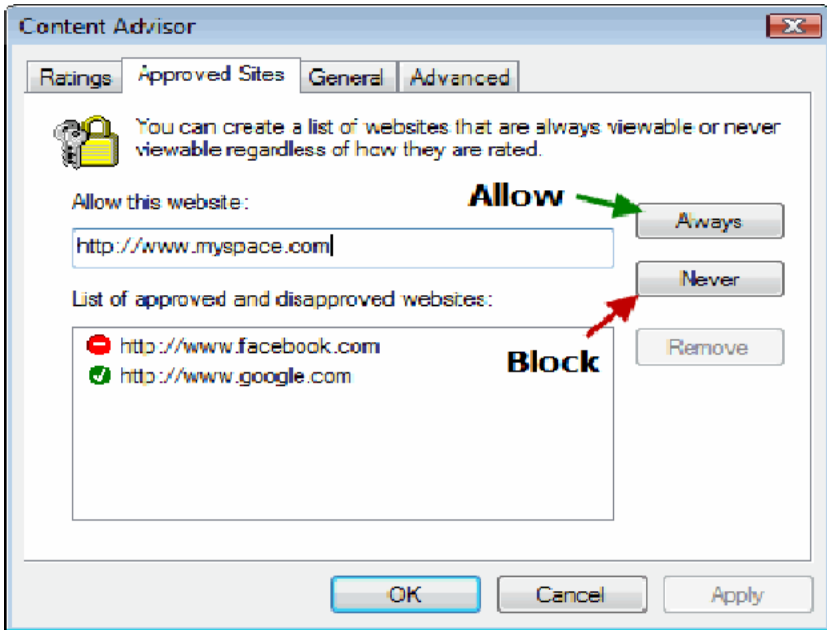 Content Advisor
Ratings Approved Sites General Advanced
You can create a list of websites that are always viewable or never
viewable regardless of how they are rated.
Allow this website:
Allow
Always
http://www.myspace.com
Never
List of approved and disapproved websites:
http://www.facebook.com
Block
Remove
http://www.google.com
OK Cancel Apply